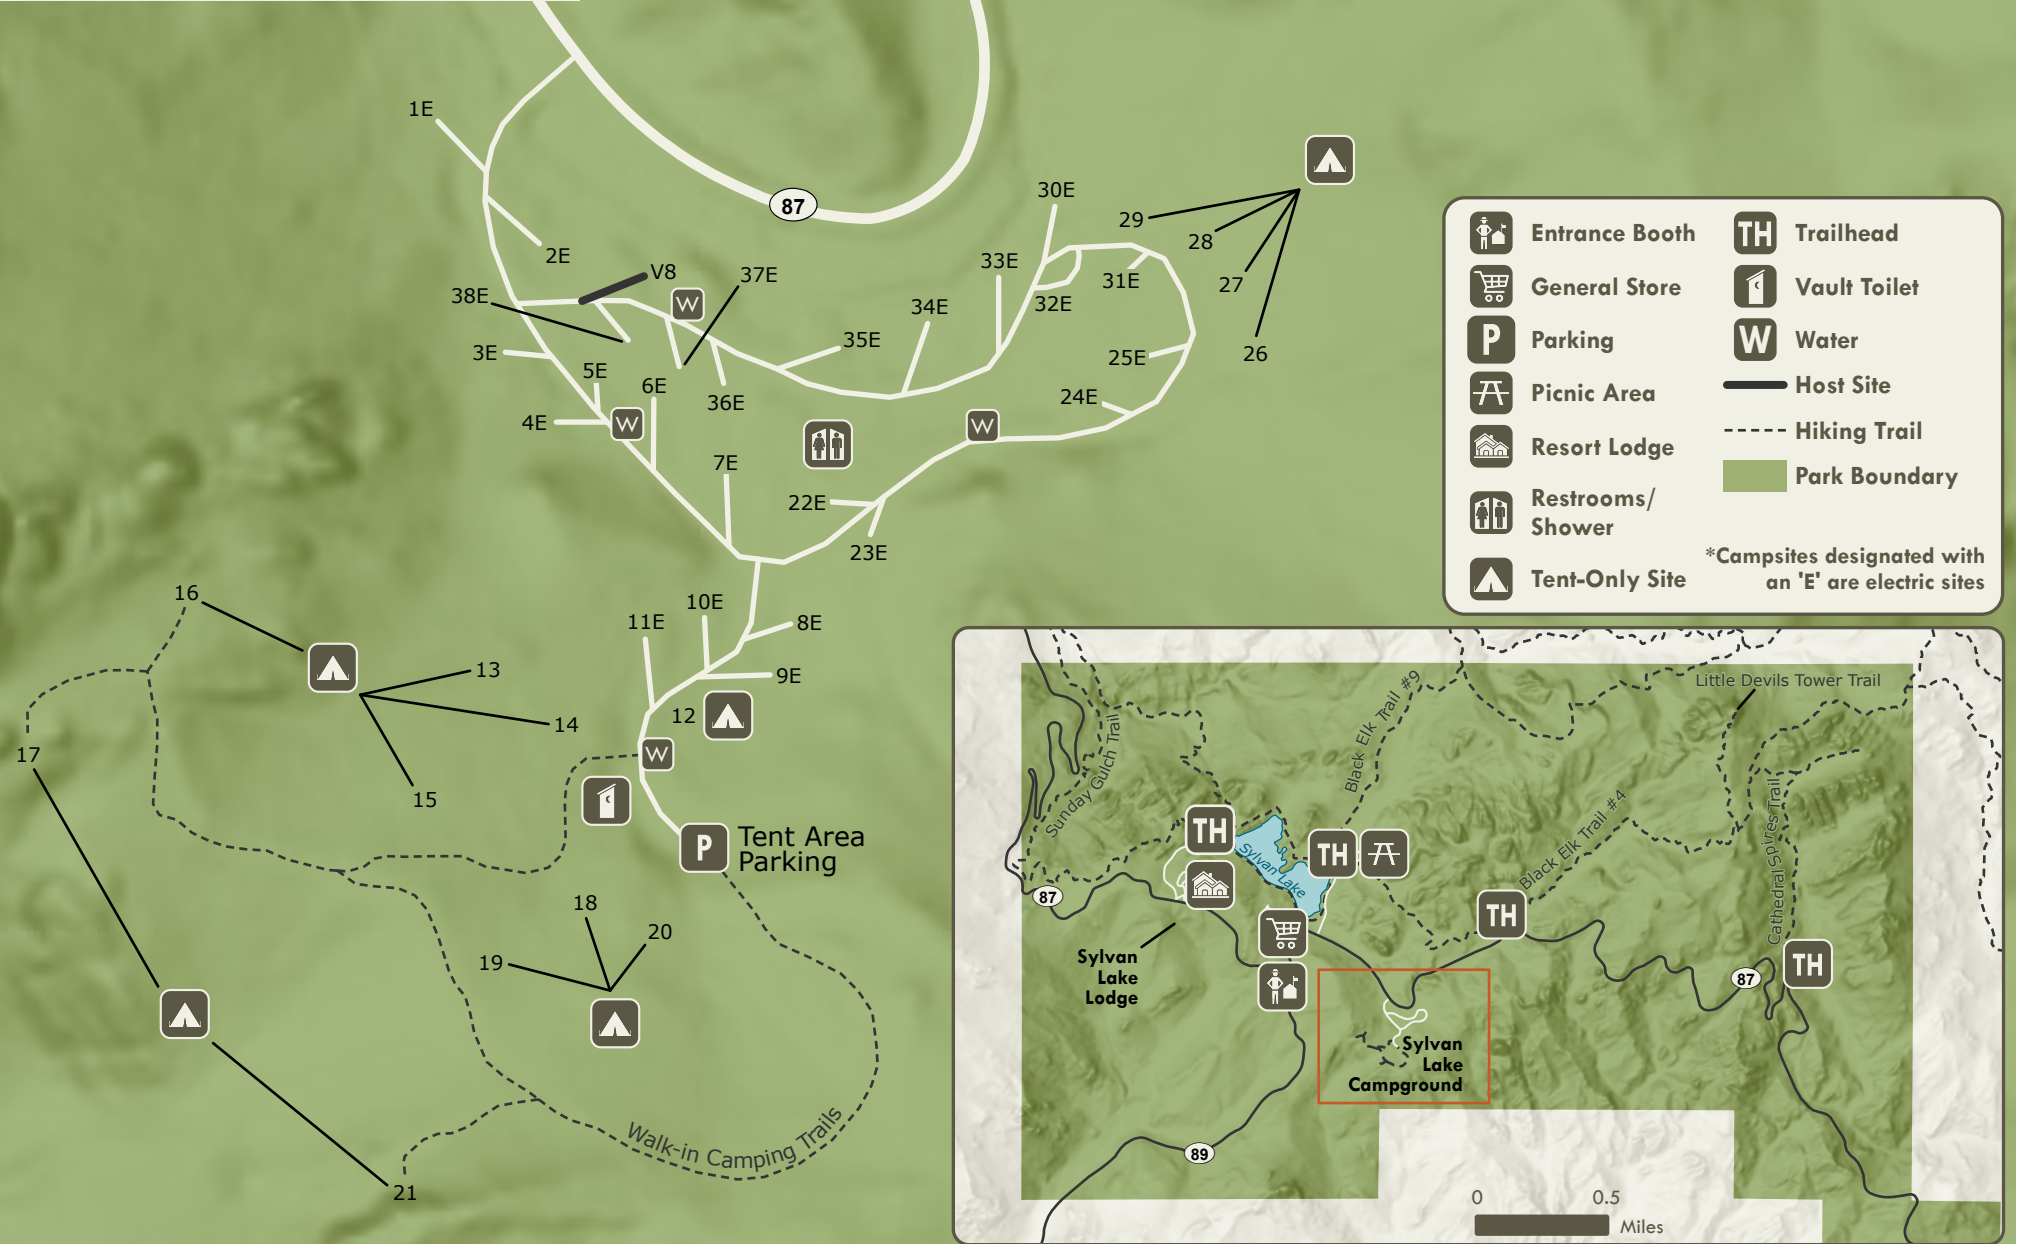 1E
87
30E
29
28
27
26
2E
V8
37E
38E
W
33E
31E
32E
34E
35E
3E
5E
6E
36E
25E
24E
4E
W
W
7E
22E
23E
16
10E
11E
8E
13
9E
12
14
17
W
15
P
Tent Area
Parking
18
20
19
21
Walk-in Camping Trails
Entrance Booth
General Store
P
Parking
Picnic Area
Resort Lodge
Restrooms/
Shower
Tent-Only Site
TH
Trailhead
Vault Toilet
W
Water
Host Site
Hiking Trail
Park Boundary
*Campsites designated with
an 'E' are electric sites
Little Devils Tower Trail
Black Elk Trail #9
Sunday Gulch Trail
Cathedral Spires Trail
Black Elk Trail #4
TH
Sylvan Lake
TH
TH
TH
87
87
Sylvan
Lake
Lodge
Sylvan
Lake
Campground
89
0
0.5
Miles